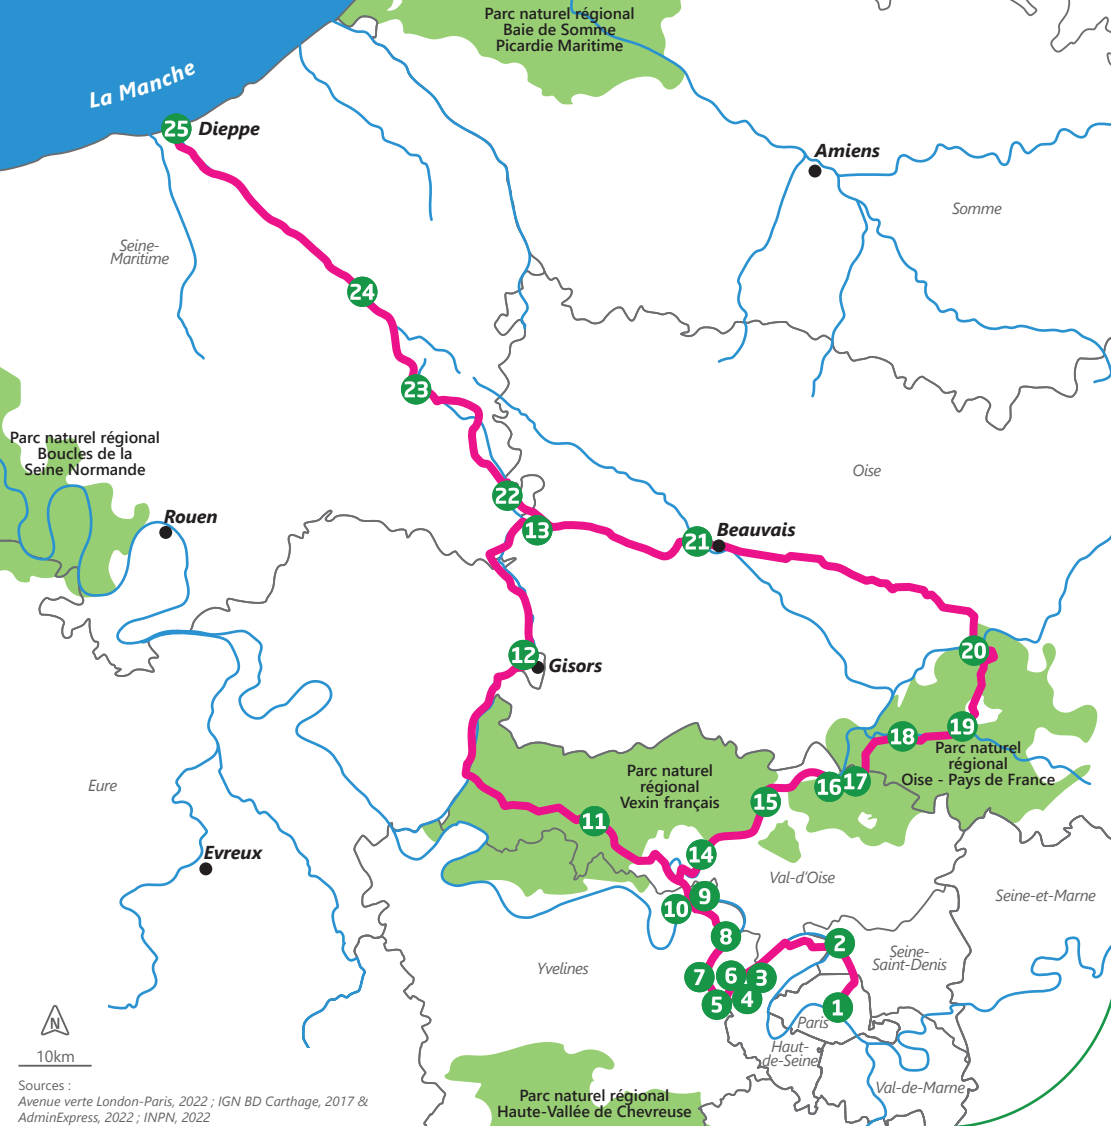 Parc naturel régional
Baie de Somme
Picardie Maritime
La Manche
25
Dieppe
Amiens
Somme
Seine-
Maritime
24
23
Parc naturel régional
Boucles de la
Seine Normande
Oise
22
Rouen
13
21
Beauvais
12
Gisors
20
19
18
Parc naturel
régional
Oise - Pays de France
Parc naturel
régional
Vexin français
16
17
15
Eure
11
14
Evreux
Val-d'Oise
Seine-et-Marne
9
10
8
2
Seine-
Saint-Denis
Yvelines
7
6
3
5
4
1
Paris
N
10km
Haut-
de-Seine
Val-de-Marne
Parc naturel régional
Haute-Vallée de Chevreuse
Sources :
Avenue verte London-Paris, 2022 ; IGN BD Carthage, 2017 &
AdminExpress, 2022 ; INPN, 2022